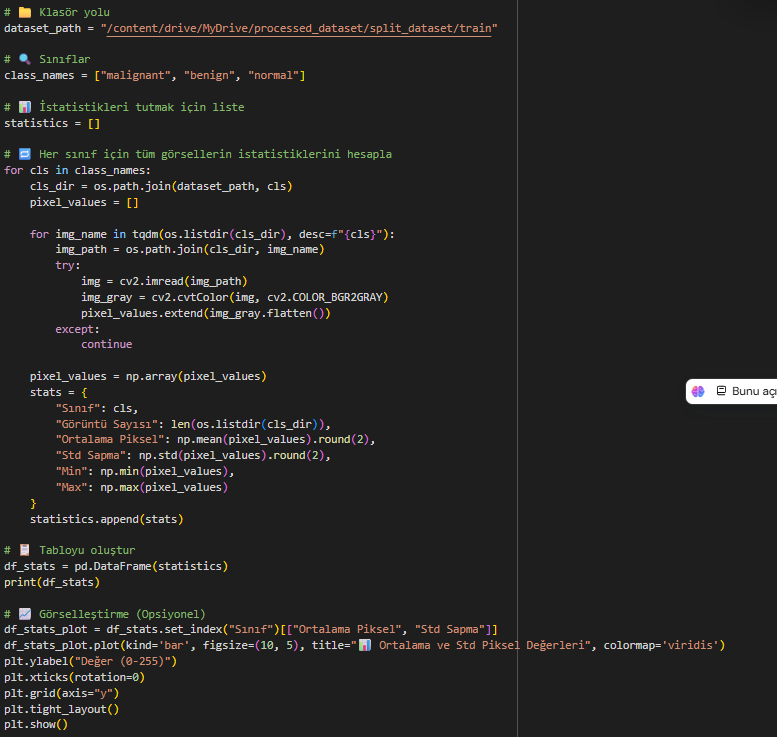 # 📁 Klasör yolu
dataset_path = "/content/drive/MyDrive/processed_dataset/split_dataset/train"
# 🔍 Sınıflar
class_names = ["malignant", "benign", "normal"]
# 📊 İstatistikleri tutmak için liste
statistics = []
# 🔁 Her sınıf için tüm görsellerin istatistiklerini hesapla
for cls in class_names:
    cls_dir = os.path.join(dataset_path, cls)
    pixel_values = []
    for img_name in tqdm(os.listdir(cls_dir), desc=f"{cls}"):
        img_path = os.path.join(cls_dir, img_name)
        try:
            img = cv2.imread(img_path)
            img_gray = cv2.cvtColor(img, cv2.COLOR_BGR2GRAY)
            pixel_values.extend(img_gray.flatten())
        except:
            continue
    pixel_values = np.array(pixel_values)
    stats = {
        "Sınıf": cls,
        "Görüntü Sayısı": len(os.listdir(cls_dir)),
        "Ortalama Piksel": np.mean(pixel_values).round(2),
        "Std Sapma": np.std(pixel_values).round(2),
        "Min": np.min(pixel_values),
        "Max": np.max(pixel_values)
    }
    statistics.append(stats)
# 📋 Tabloyu oluştur
df_stats = pd.DataFrame(statistics)
print(df_stats)
# 📈 Görselleştirme (Opsiyonel)
df_stats_plot = df_stats.set_index("Sınıf")[["Ortalama Piksel", "Std Sapma"]]
df_stats_plot.plot(kind='bar', figsize=(10, 5), title="📊 Ortalama ve Std Piksel Değerleri", colormap='viridis')
plt.ylabel("Değer (0-255)")
plt.xticks(rotation=0)
plt.grid(axis="y")
plt.tight_layout()
plt.show()
Bunu